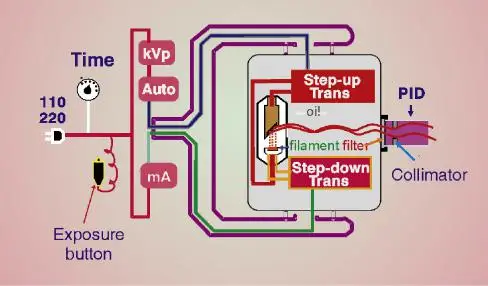 Time
kVp
Auto
110
220
mA
Exposure
button
Step-up
Trans
oil
filament filter
Step-down
Trans
PID
Collimator